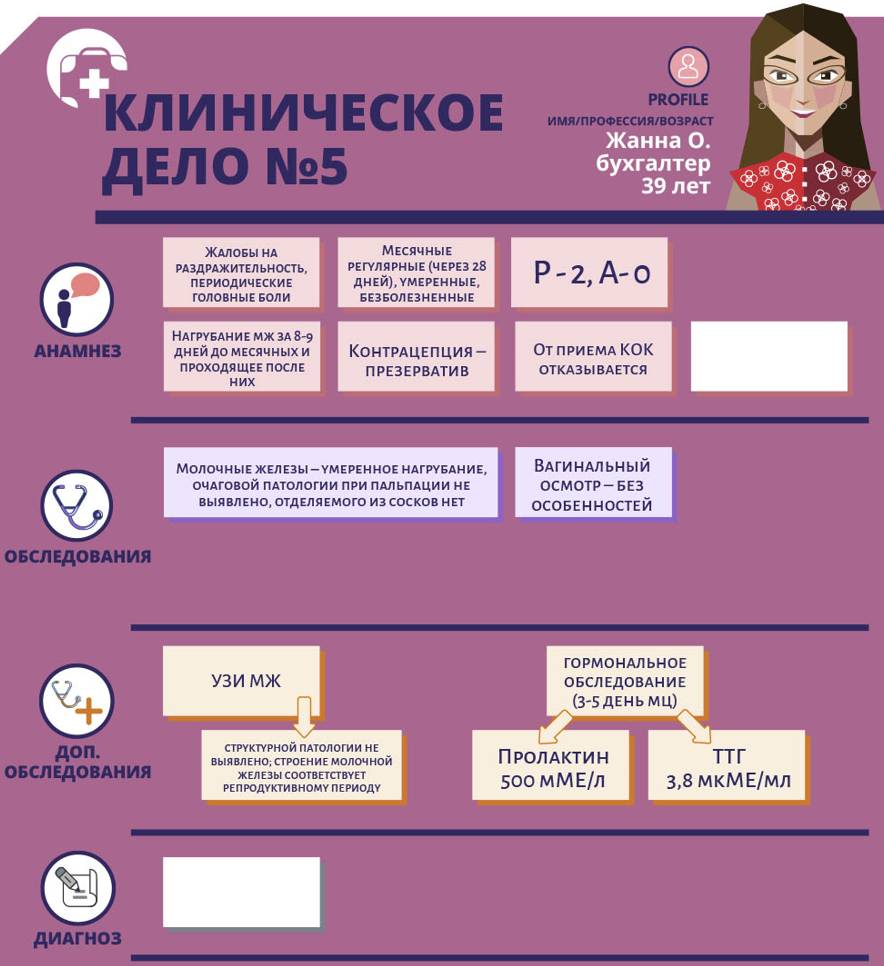 КЛИНИЧЕСКОЕ
ДЕЛО №5
PROFILE
ИМЯ/ПРОФЕССИЯ/ВОЗРАСТ
Жанна О.
бухгалтер
39 лет
АНАМНЕЗ
Жалобы на
раздражительность,
периодические
головные боли
Месячные
регулярные (через 28
дней), умеренные,
безболезненные
Р - 2, А- 0
Нагрубание мж за 8-9
дней до месячных и
проходящее после
них
Контрацепция –
презерватив
От приема КОК
отказывается
ОБСЛЕДОВАНИЯ
Молочные железы – умеренное нагрубание,
очаговой патологии при пальпации не
выявлено, отделяемого из сосков нет
Вагинальный
осмотр – без
особенностей
ДОП.
ОБСЛЕДОВАНИЯ
УЗИ МЖ
структурной патологии не
выявлено; строение молочной
железы соответствует
репродуктивному периоду
гормональное
обследование
(3-5 день мц)
Пролактин
500 мМЕ/л
ТТГ
3,8 мкМЕ/мл
ДИАГНОЗ